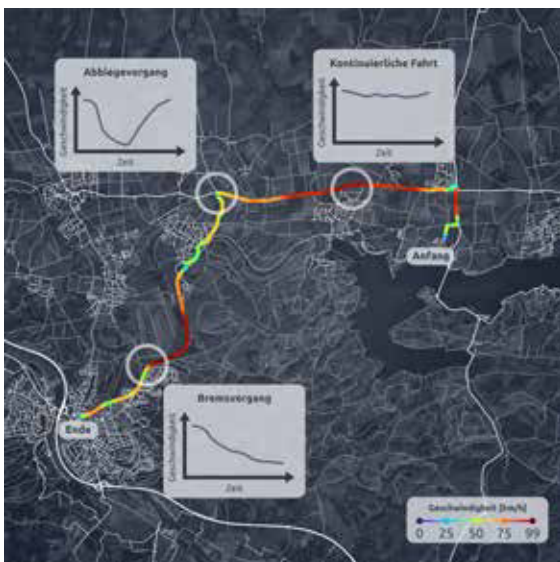 Abbiegevorgang
Geschwindigkeit
Zeit
Kontinuierliche Fahrt
Geschwindigkeit
Zeit
Anfang
Bremsvorgang
Geschwindigkeit
Zeit
Ende
Geschwindigkeit [km/h]
0 25 50 75 99